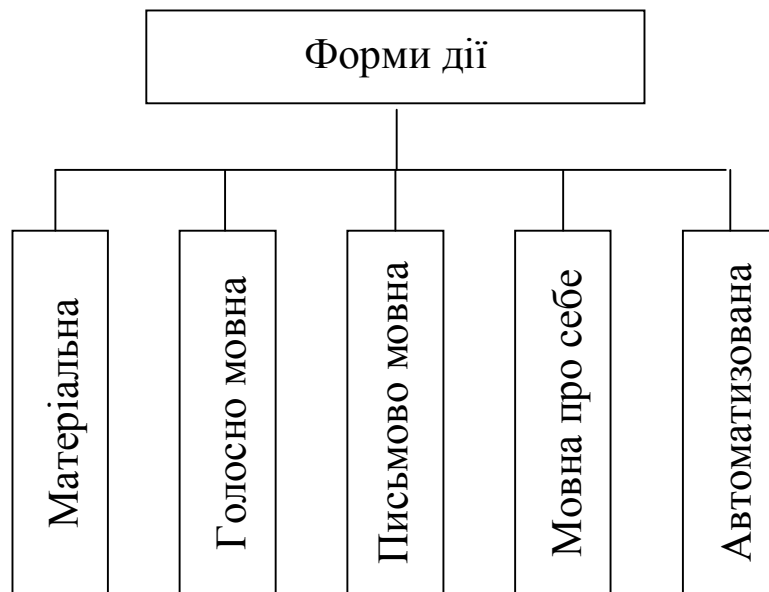 Форми дії
Матеріальна
Голосно мовна
Письмово мовна
Мовна про себе
Автоматизована